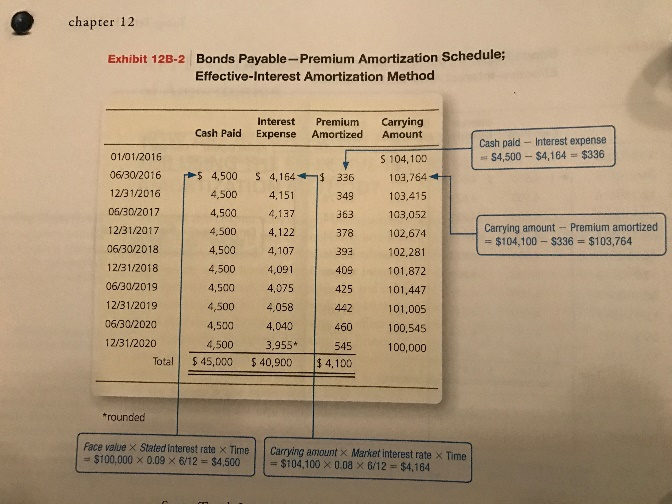 chapter 12
Exhibit 12B-2 Bonds Payable—Premium Amortization Schedule;
Effective-Interest Amortization Method
Interest Premium Carrying
Cash Paid Expense Amortized Amount
01/01/2016 $ 104,100
06/30/2016 $ 4,500 $ 4,164 $ 336 103,764
12/31/2016 4,500 4,151 349 103,415
06/30/2017 4,500 4,137 363 103,052
12/31/2017 4,500 4,122 378 102,674
06/30/2018 4,500 4,107 393 102,281
12/31/2018 4,500 4,091 409 101,872
06/30/2019 4,500 4,075 425 101,447
12/31/2019 4,500 4,058 442 101,005
06/30/2020 4,500 4,040 460 100,545
12/31/2020 4,500 3,955* 545 100,000
Total $ 45,000 $ 40,900 $ 4,100
Cash paid — Interest expense
= $4,500 − $4,164 = $336
Carrying amount — Premium amortized
= $104,100 − $336 = $103,764
*rounded
Face value × Stated interest rate × Time
= $100,000 × 0.09 × 6/12 = $4,500
Carrying amount × Market interest rate × Time
= $104,100 × 0.08 × 6/12 = $4,164